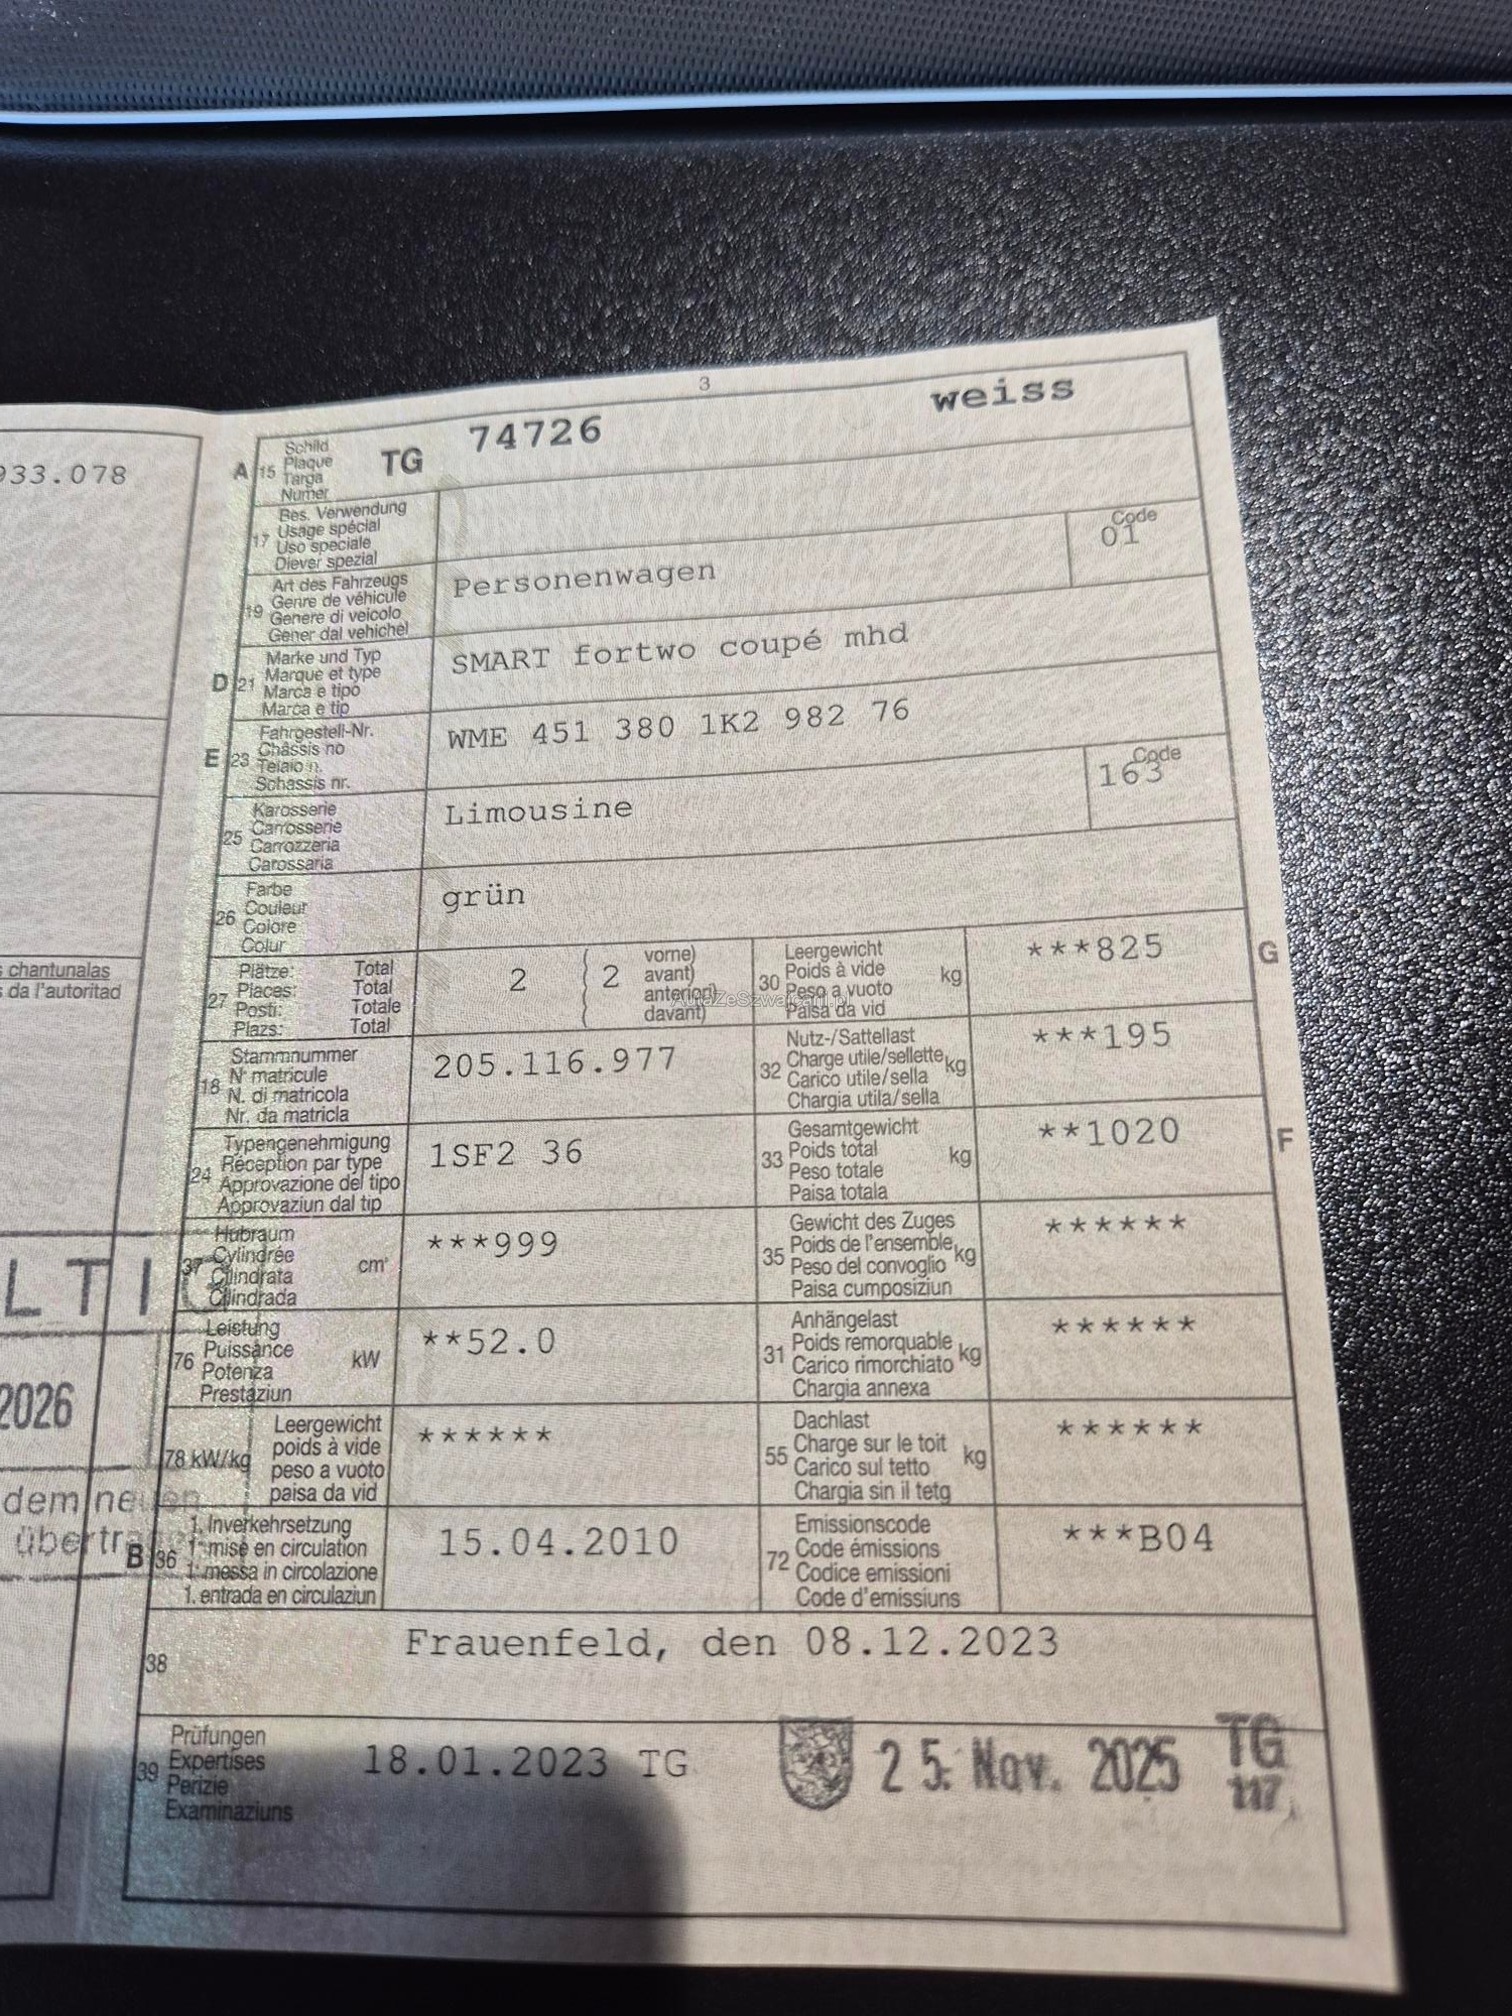 3
933.078
A 15 Schild
Plaque
Targa
Numer
TG 74726 weiss
17 Bes. Verwendung
Usage spécial
Uso speciale
Diever spezial
19 Art des Fahrzeugs
Genre de véhicule
Genere di veicolo
Gener dal vehichel
Personenwagen
Code
01
D 21 Marke und Typ
Marque et type
Marca e tipo
Marca e tip
SMART fortwo coupé mhd
E 23 Fahrgestell-Nr.
Châssis no
Telaio n.
Schassis nr.
WME 451 380 1K2 982 76
25 Karosserie
Carrosserie
Carrozzeria
Carossaria
Limousine
Code
163
26 Farbe
Couleur
Colore
Colur
grün
chantunalas
da l'autoritad
27 Plätze: Total
Places: Total
Posti: Totale
Plazs: Total
2
2
vorne)
avant)
anteriori)
davant)
30 Leergewicht
Poids à vide kg
Peso a vuoto
Paisa da vid
***825
G
AutaZeSzwajcarii.pl
18 Stammnummer
N° matricule
N. di matricola
Nr. da matricla
205.116.977
32 Nutz-/Sattellast
Charge utile/sellette kg
Carico utile/sella
Chargia utila/sella
***195
24 Typengenehmigung
Réception par type
Approvazione del tipo
Approvaziun dal tip
1SF2 36
33 Gesamtgewicht
Poids total kg
Peso totale
Paisa totala
**1020
F
37 Hubraum
Cylindrée
Cilindrata cm³
Cilindrada
***999
35 Gewicht des Zuges
Poids de l'ensemble kg
Peso del convoglio
Paisa cumposiziun
******
76 Leistung
Puissance
Potenza kW
Prestaziun
**52.0
31 Anhängelast
Poids remorquable kg
Carico rimorchiato
Chargia annexa
******
2026
78 kW/kg Leergewicht
poids à vide
peso a vuoto
paisa da vid
******
55 Dachlast
Charge sur le toit kg
Carico sul tetto
Chargia sin il tetg
******
dem neuen
B 36 1. Inverkehrsetzung
1. mise en circulation
1. messa in circolazione
1. entrada en circulaziun
15.04.2010
72 Emissionscode
Code émissions
Codice emissioni
Code d'emissiuns
***B04
38 Frauenfeld, den 08.12.2023
39 Prüfungen
Expertises
Perizie
Examinaziuns
18.01.2023 TG
25. Nov. 2025
TG
117